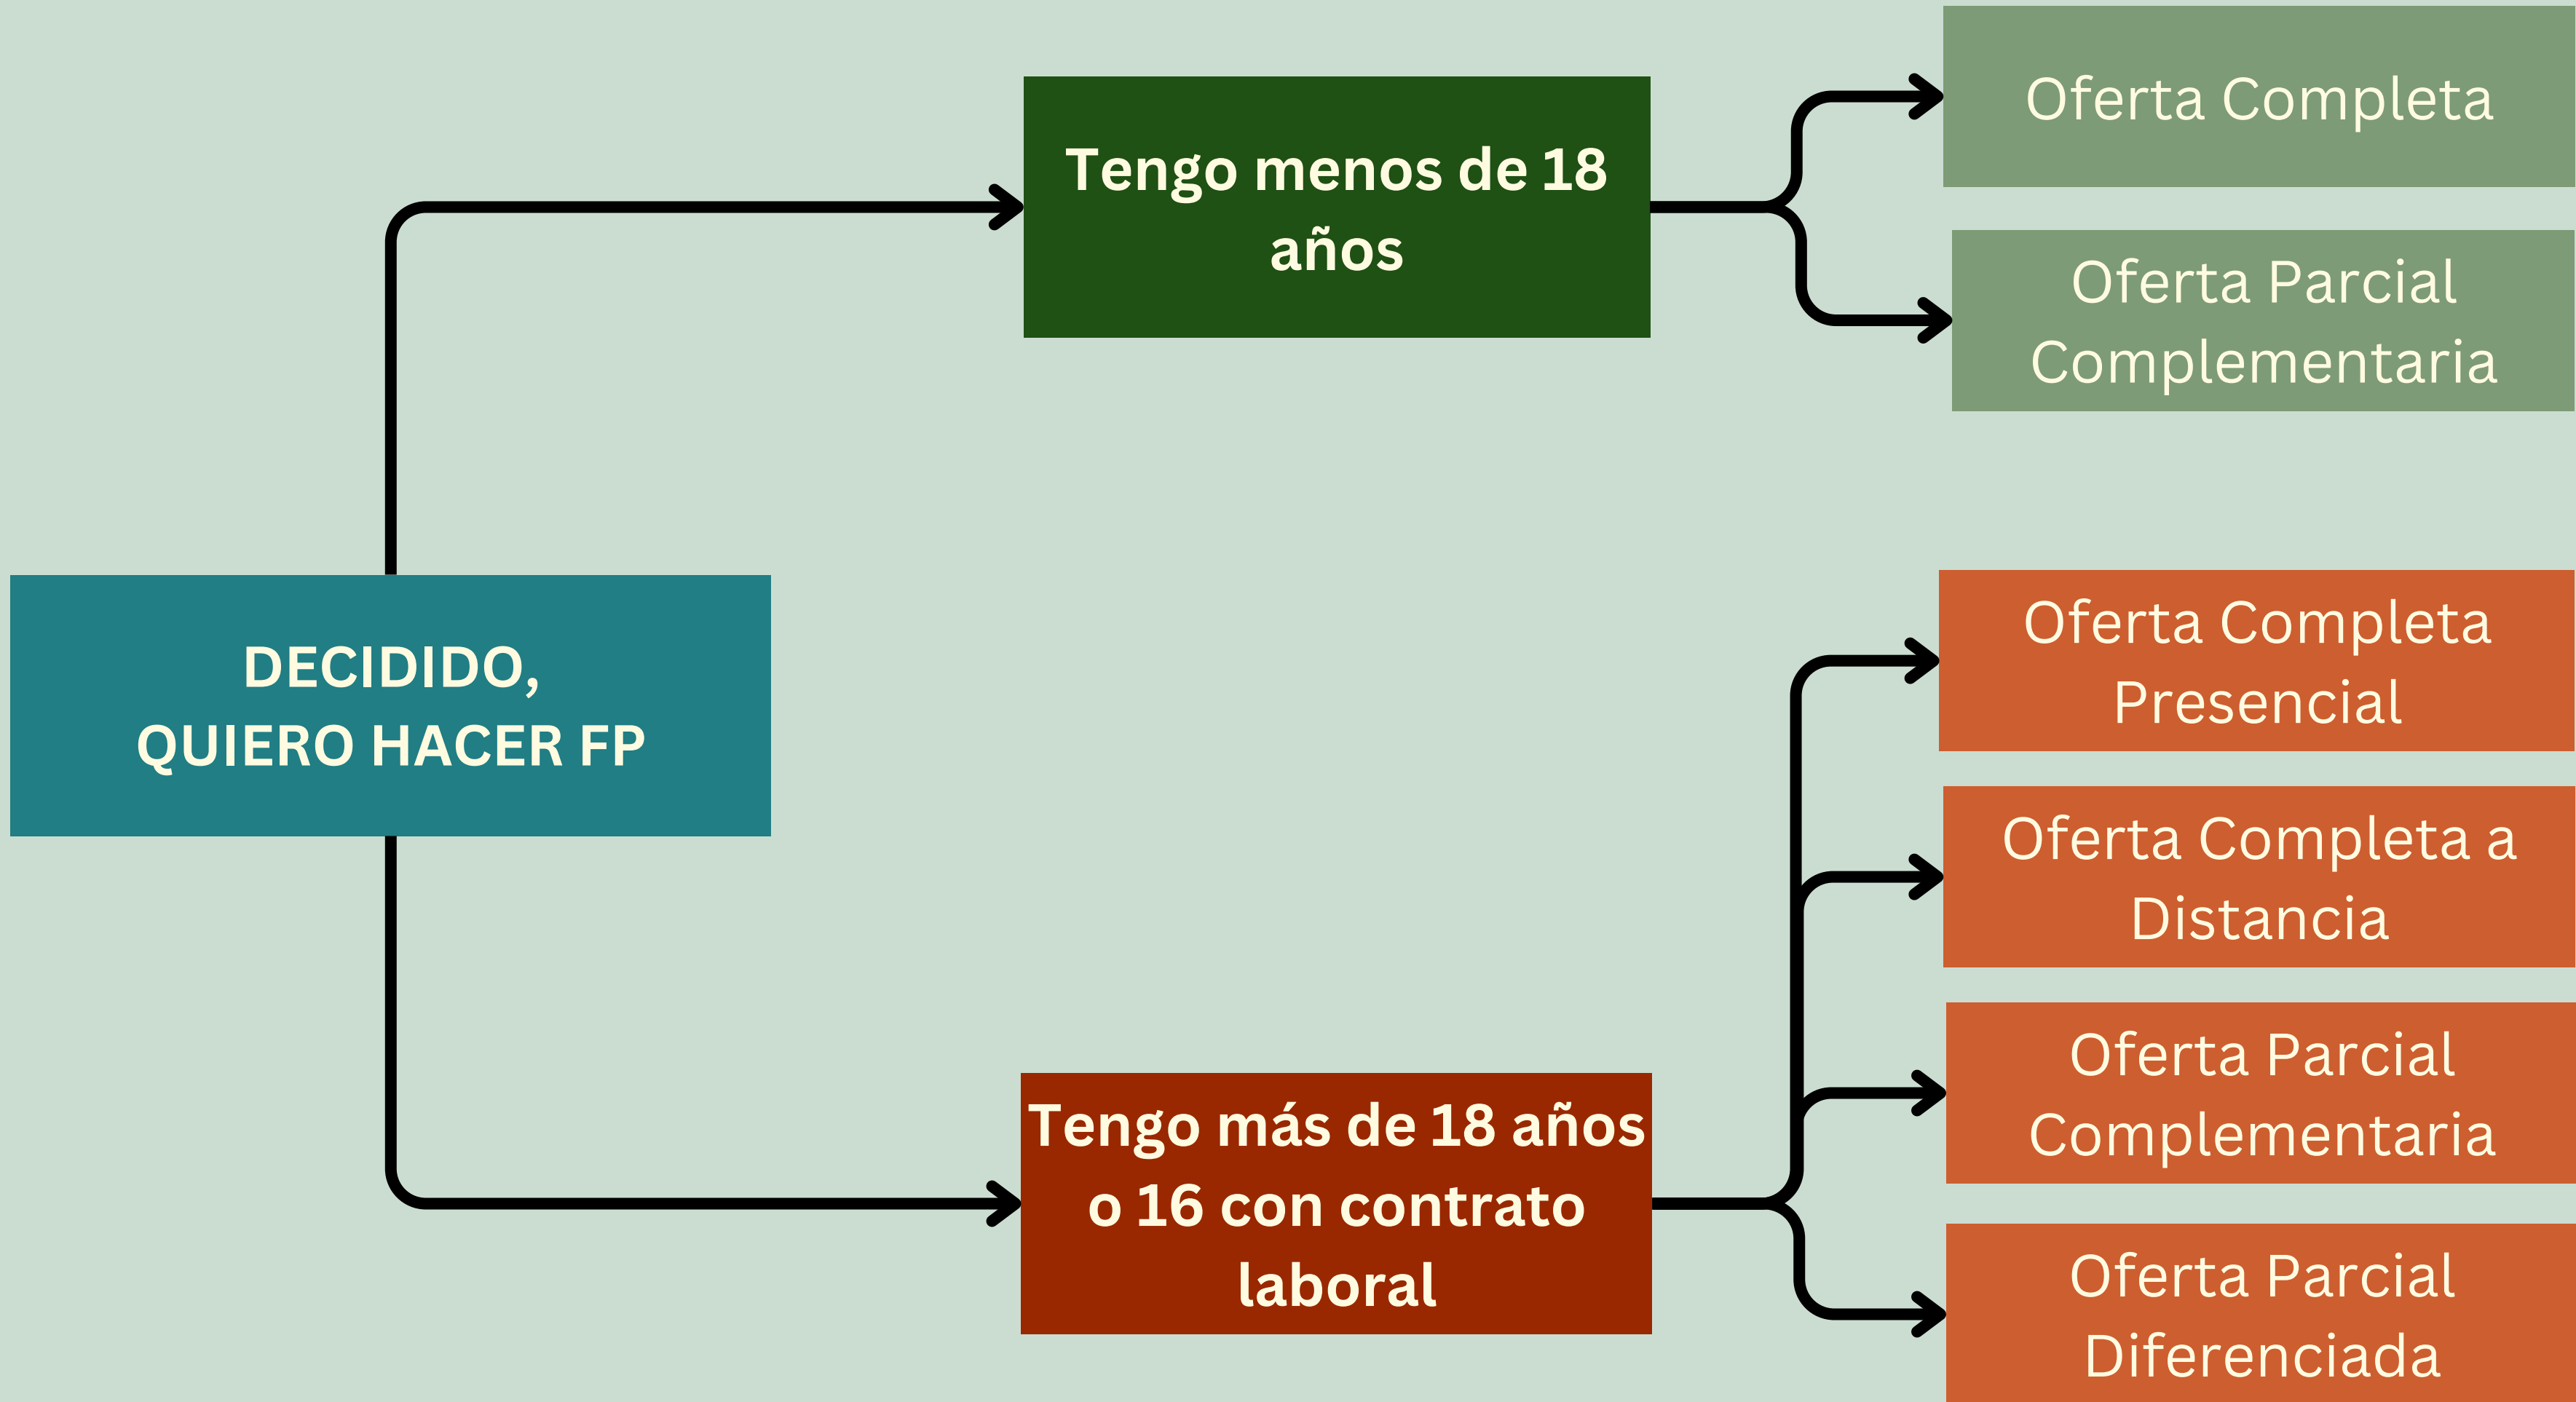 DECIDIDO,
QUIERO HACER FP
Tengo menos de 18
años
Oferta Completa
Oferta Parcial
Complementaria
Tengo más de 18 años
o 16 con contrato
laboral
Oferta Completa
Presencial
Oferta Completa a
Distancia
Oferta Parcial
Complementaria
Oferta Parcial
Diferenciada